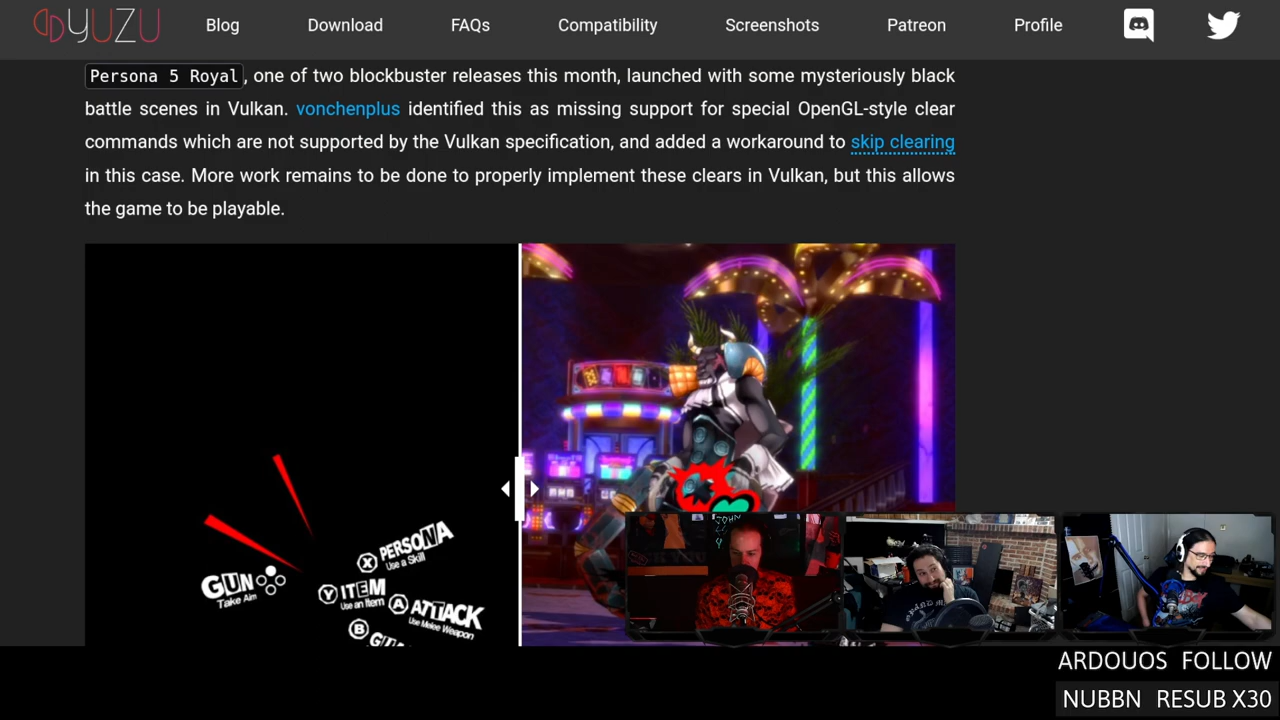 YUZU
Blog
Download
FAQs
Compatibility
Screenshots
Patreon
Profile
Persona 5 Royal, one of two blockbuster releases this month, launched with some mysteriously black
battle scenes in Vulkan. vonchenplus identified this as missing support for special OpenGL-style clear
commands which are not supported by the Vulkan specification, and added a workaround to skip clearing
in this case. More work remains to be done to properly implement these clears in Vulkan, but this allows
the game to be playable.
X PERSONA
Use a Skill
GUN
Take Aim
Y ITEM
Use an Item
A ATTACK
Use Melee Weapon
B
JOHN
ARDOUOS FOLLOW
NUBBN RESUB X30